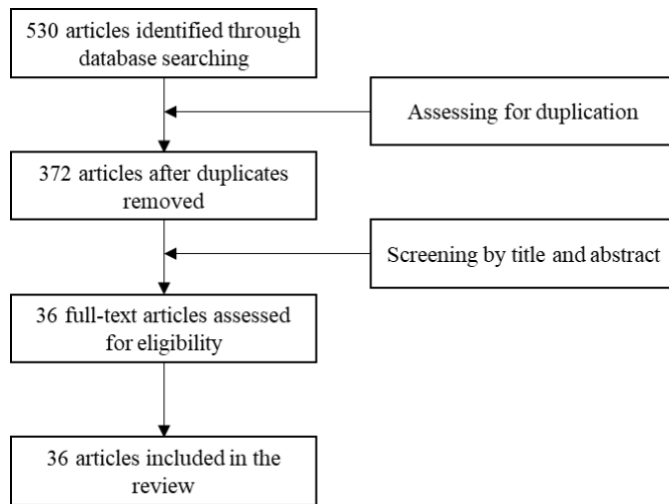 530 articles identified through
database searching
Assessing for duplication
372 articles after duplicates
removed
Screening by title and abstract
36 full-text articles assessed
for eligibility
36 articles included in the
review